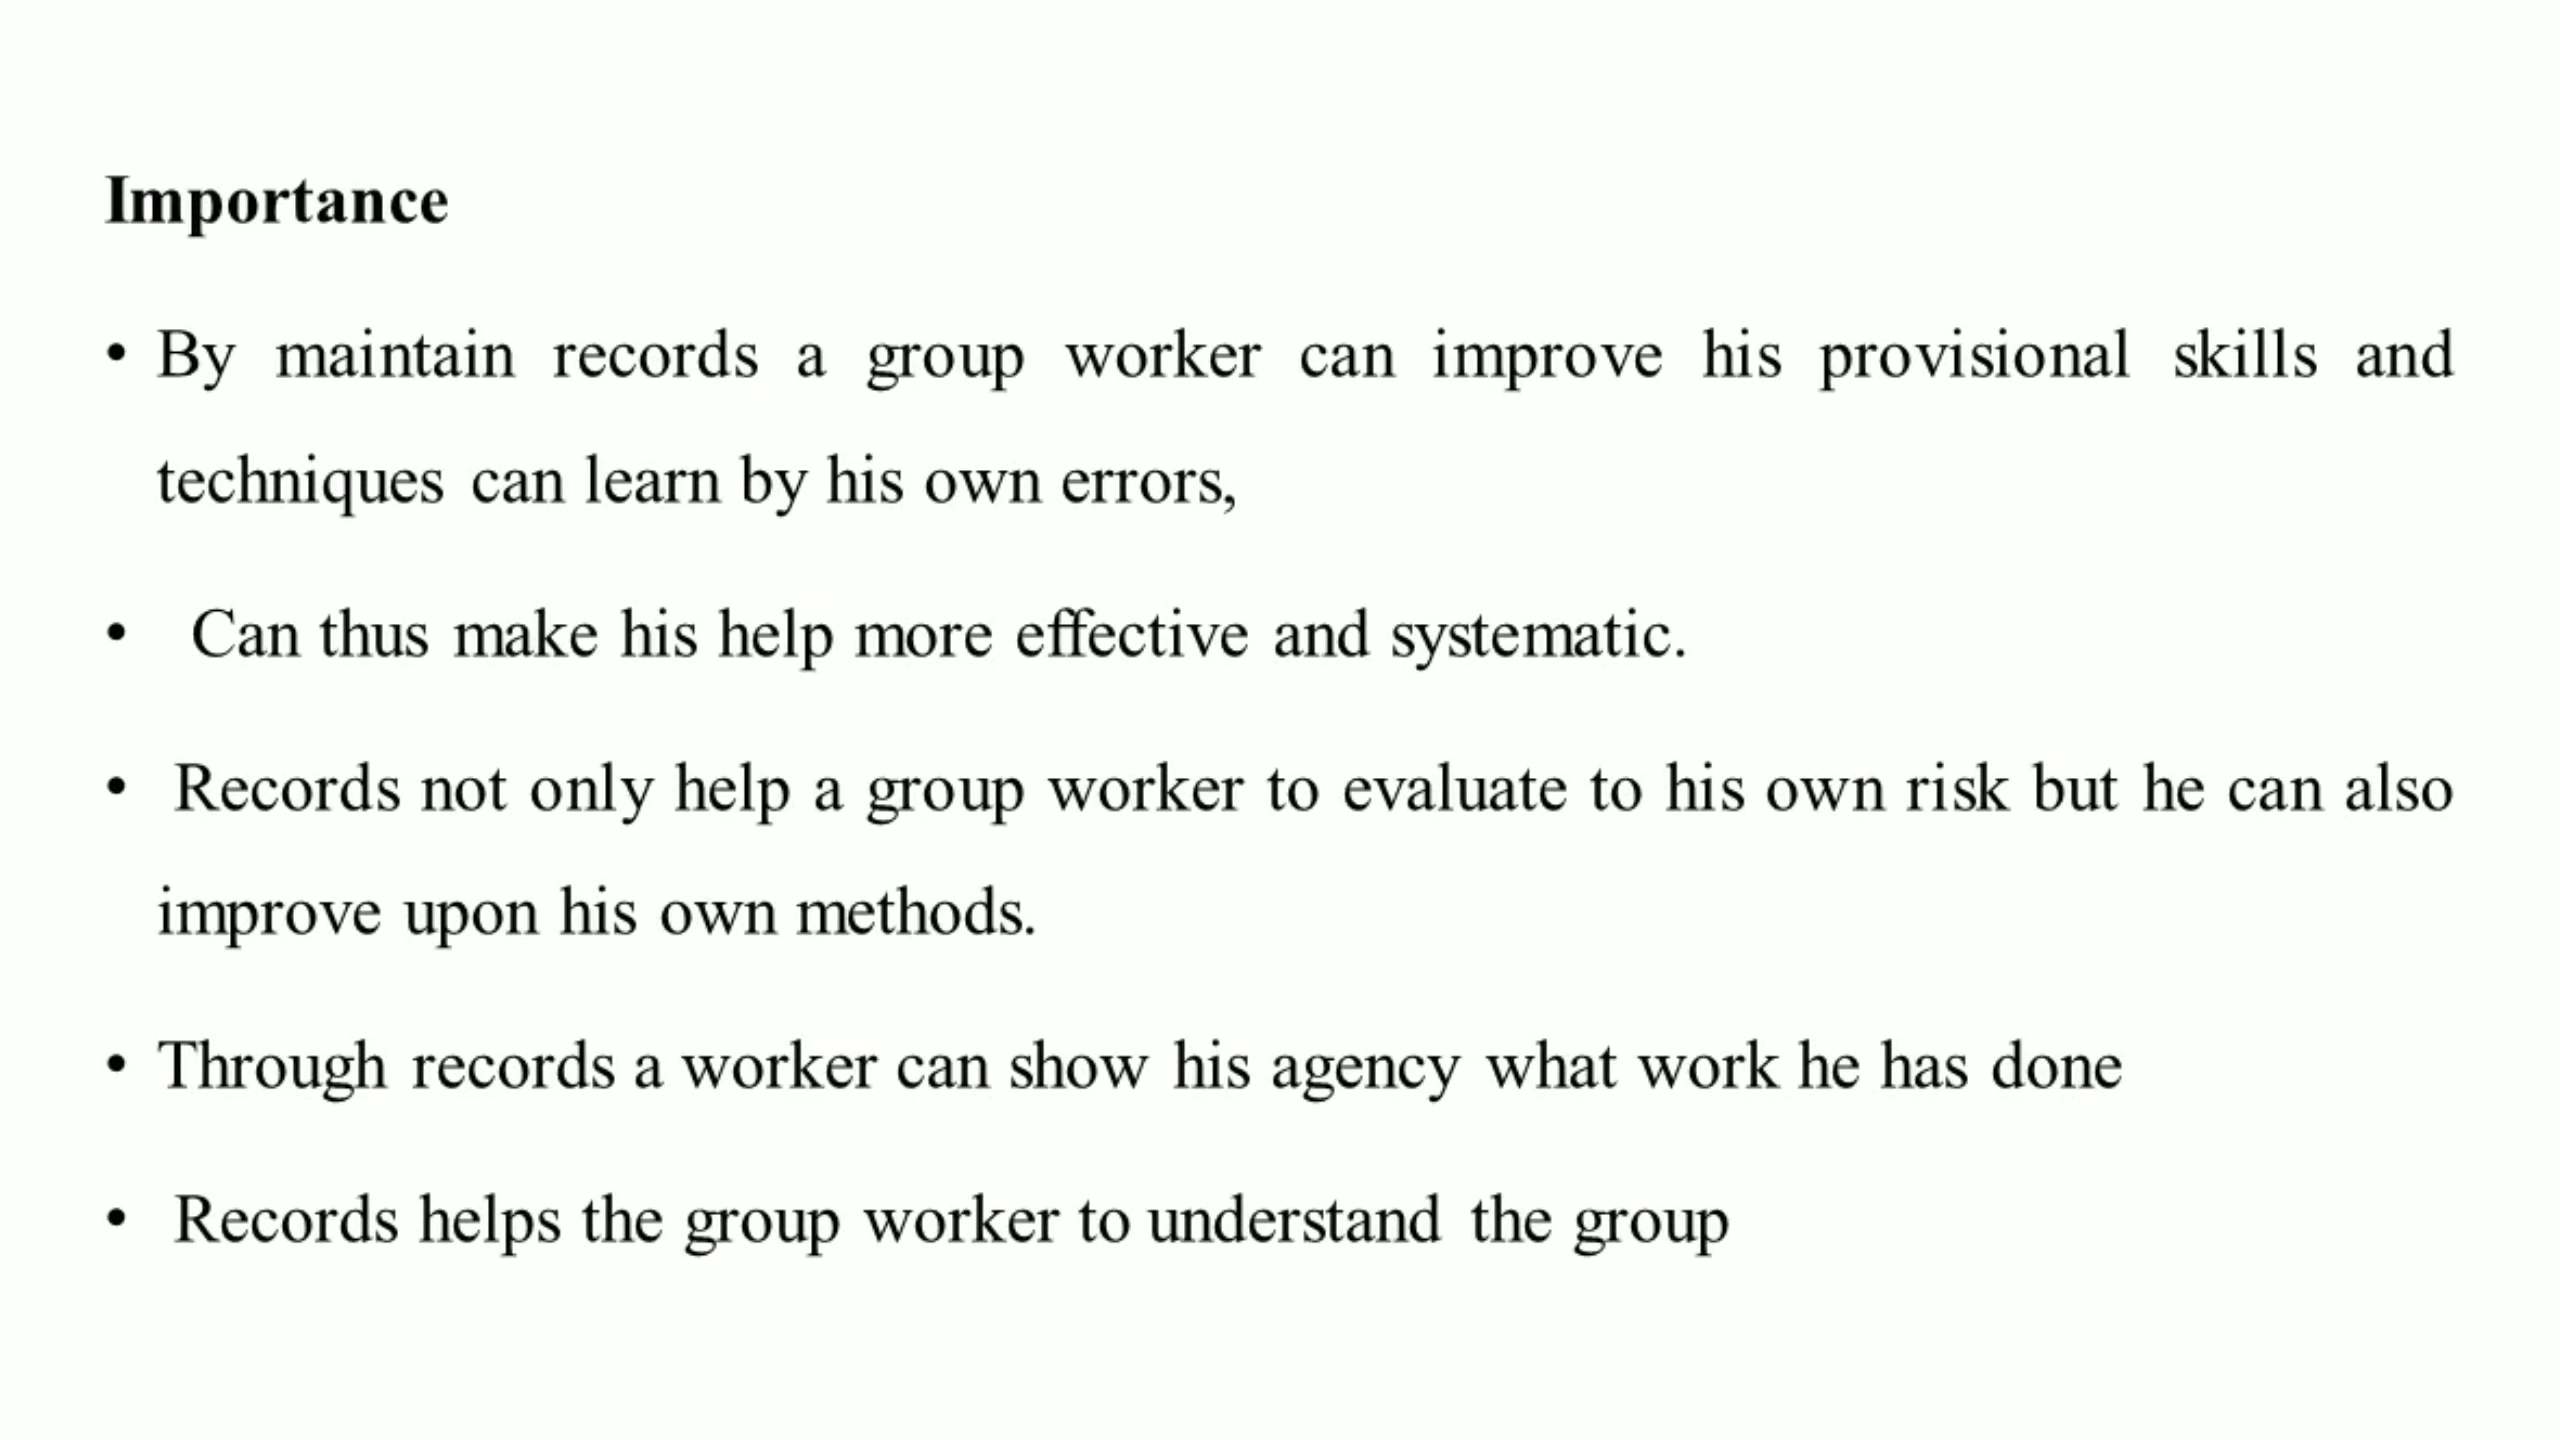 Importance
• By maintain records a group worker can improve his provisional skills and
techniques can learn by his own errors,
• Can thus make his help more effective and systematic.
• Records not only help a group worker to evaluate to his own risk but he can also
improve upon his own methods.
• Through records a worker can show his agency what work he has done
• Records helps the group worker to understand the group